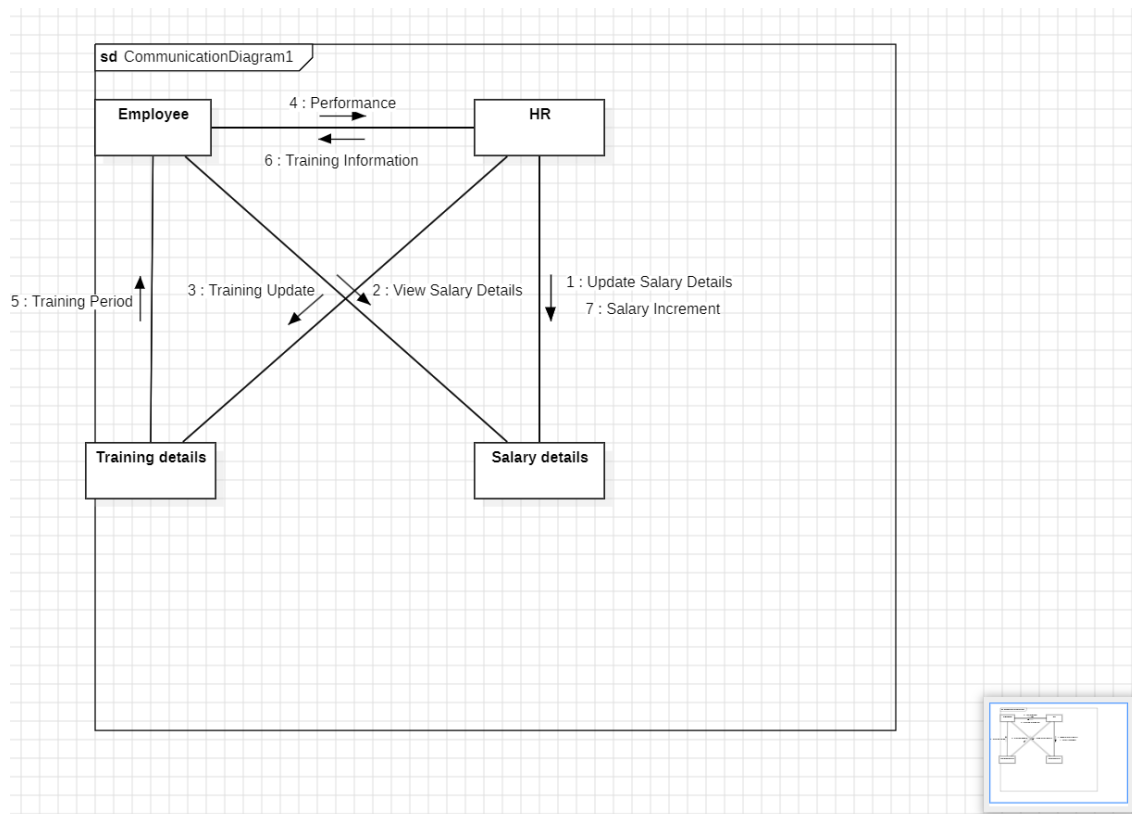 sd CommunicationDiagram1
Employee
4 : Performance
HR
6 : Training Information
5 : Training Period
3 : Training Update
2 : View Salary Details
1 : Update Salary Details
7 : Salary Increment
Training details
Salary details